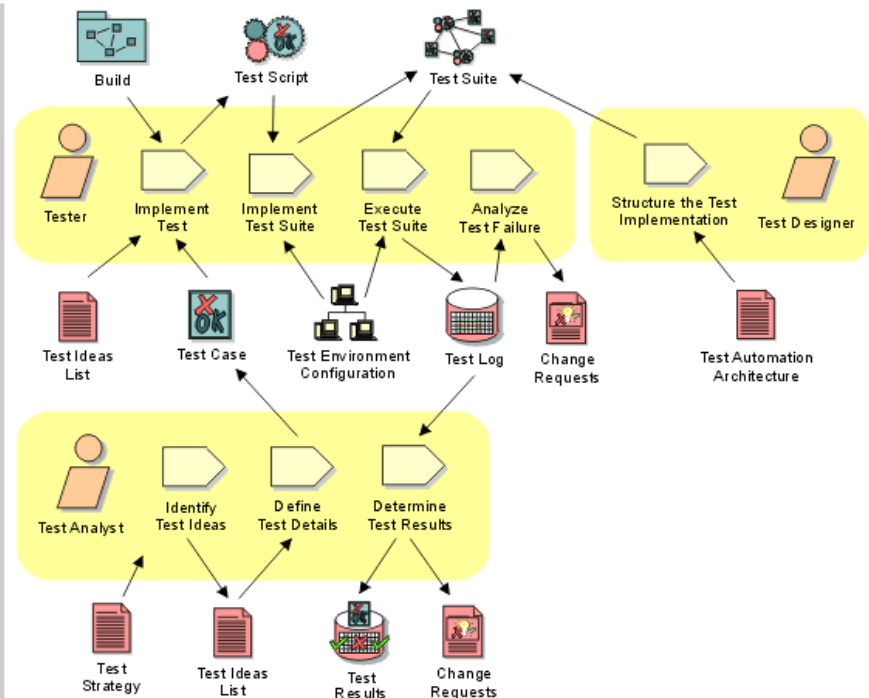 Build
Test Script
Test Suite
Tester
Implement
Test
Implement
Test Suite
Execute
Test Suite
Analyze
Test Failure
Structure the Test
Implementation
Test Designer
Test Ideas
List
OK
Test Case
Test Environment
Configuration
Test Log
Change
Requests
Test Automation
Architecture
Test Analyst
Identify
Test Ideas
Define
Test Details
Determine
Test Results
Test
Strategy
Test Ideas
List
Test
Results
Change
Requests